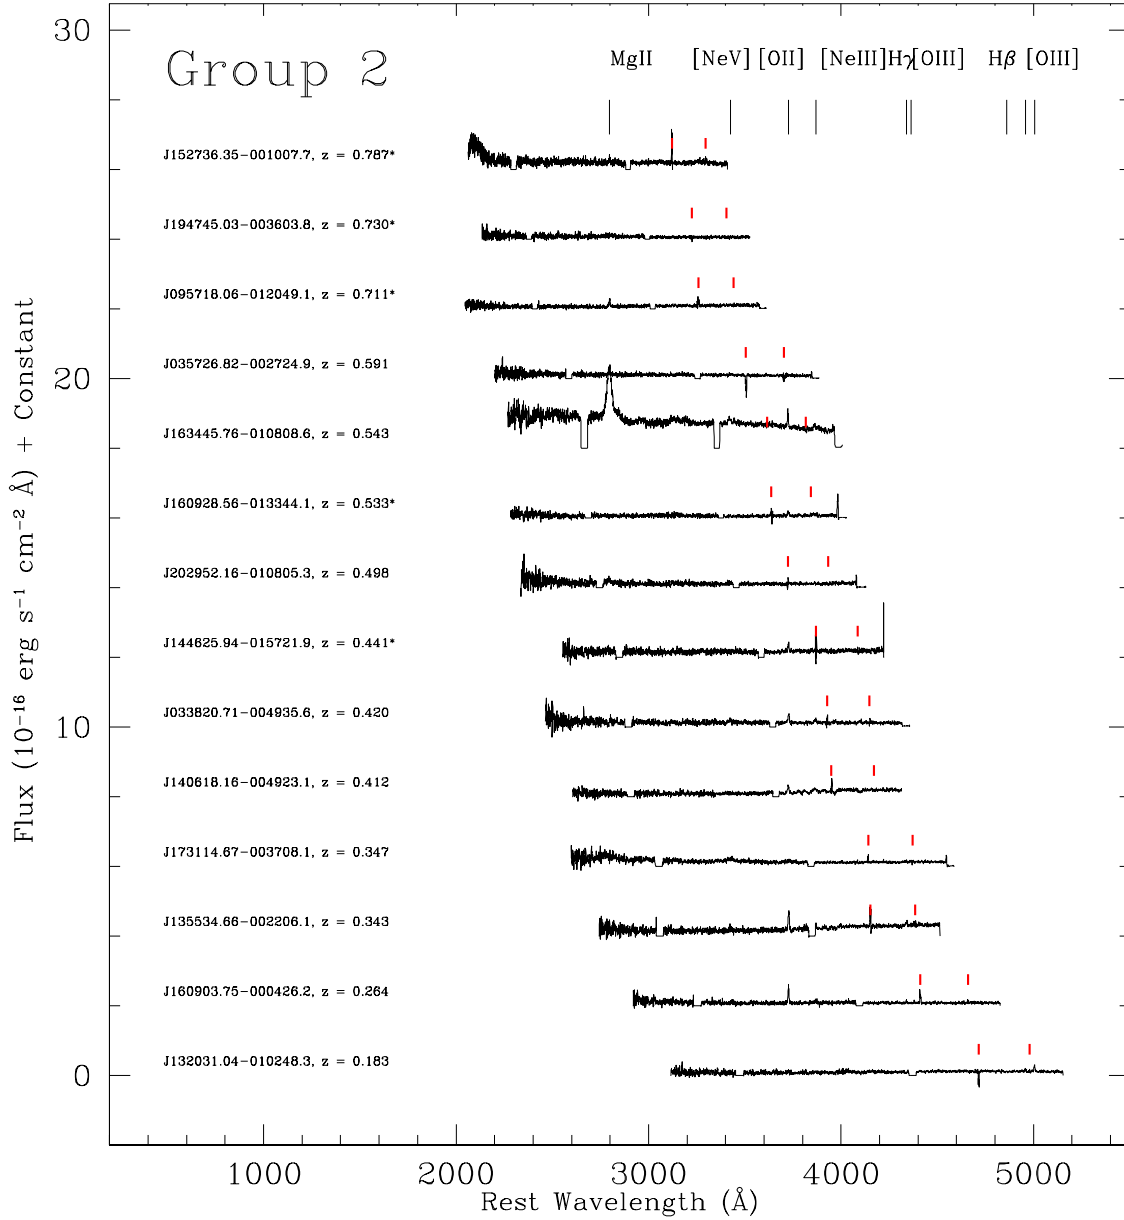 30
Group 2
MgII [NeV] [OII] [NeIII] Hγ [OIII] Hβ [OIII]
J152736.35-001007.7, z = 0.787*
J194745.03-003603.8, z = 0.730*
J095718.06-012049.1, z = 0.711*
J035726.82-002724.9, z = 0.591
20
J163445.76-010808.6, z = 0.543
J160928.56-013344.1, z = 0.533*
J202952.16-010805.3, z = 0.498
J144625.94-015721.9, z = 0.441*
J033820.71-004935.6, z = 0.420
10
J140618.16-004923.1, z = 0.412
J173114.67-003708.1, z = 0.347
J135534.66-002206.1, z = 0.343
J160903.75-000426.2, z = 0.264
J132031.04-010248.3, z = 0.183
0
Flux (10⁻¹⁶ erg s⁻¹ cm⁻² Å) + Constant
1000 2000 3000 4000 5000
Rest Wavelength (Å)